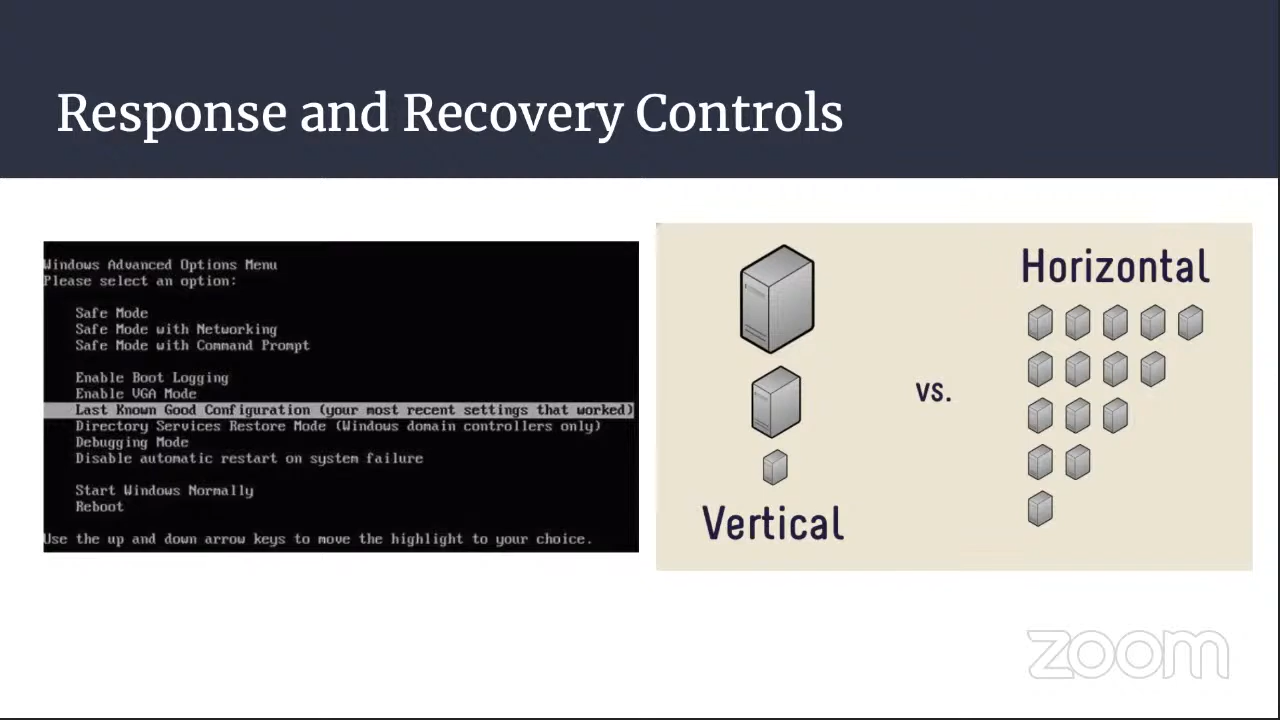 Response and Recovery Controls
Windows Advanced Options Menu
Please select an option:
Safe Mode
Safe Mode with Networking
Safe Mode with Command Prompt
Enable Boot Logging
Enable VGA Mode
Last Known Good Configuration (your most recent settings that worked)
Directory Services Restore Mode (Windows domain controllers only)
Debugging Mode
Disable automatic restart on system failure
Start Windows Normally
Reboot
Use the up and down arrow keys to move the highlight to your choice.
Vertical
vs.
Horizontal
zoom